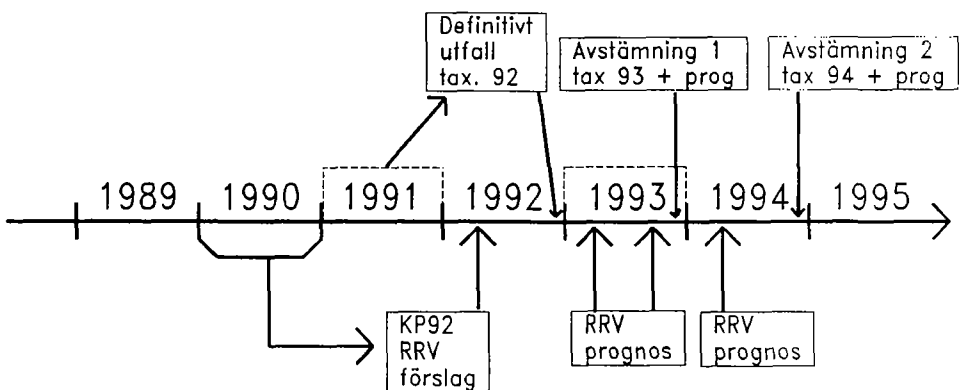 Definitivt
utfall
tax. 92
Avstämning 1
tax 93 + prog
Avstämning 2
tax 94 + prog
1989 1990 1991 1992 1993 1994 1995
KP92
RRV
förslag
RRV
prognos
RRV
prognos